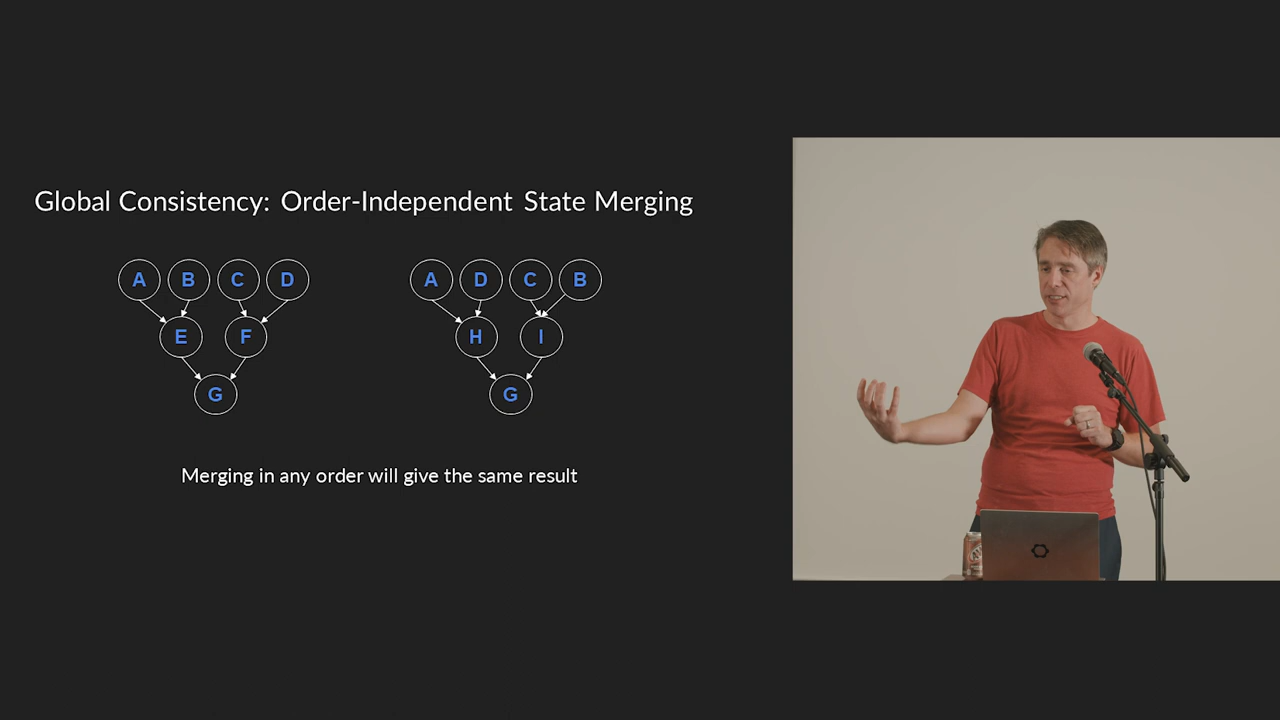 Global Consistency: Order-Independent State Merging
A B C D
A D C B
E F
H I
G
G
Merging in any order will give the same result